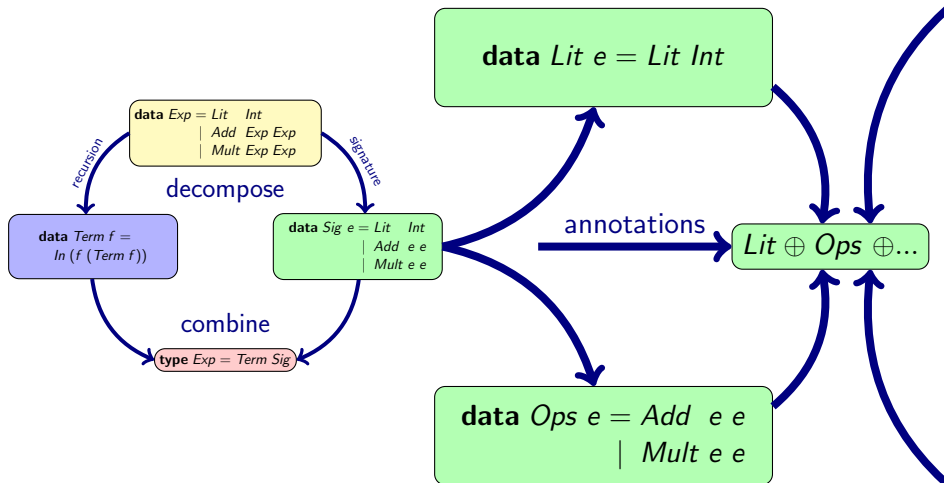 data Lit e = Lit Int
data Exp = Lit Int
| Add Exp Exp
| Mult Exp Exp
recursion
signature
decompose
data Term f =
In (f (Term f))
data Sig e = Lit Int
| Add e e
| Mult e e
annotations
Lit ⊕ Ops ⊕...
combine
type Exp = Term Sig
data Ops e = Add e e
| Mult e e